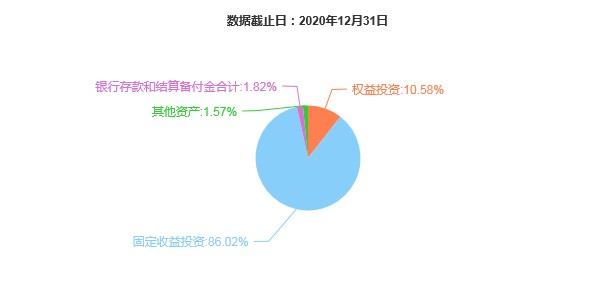 数据截止日：2020年12月31日
银行存款和结算备付金合计:1.82%
权益投资:10.58%
其他资产:1.57%
固定收益投资:86.02%